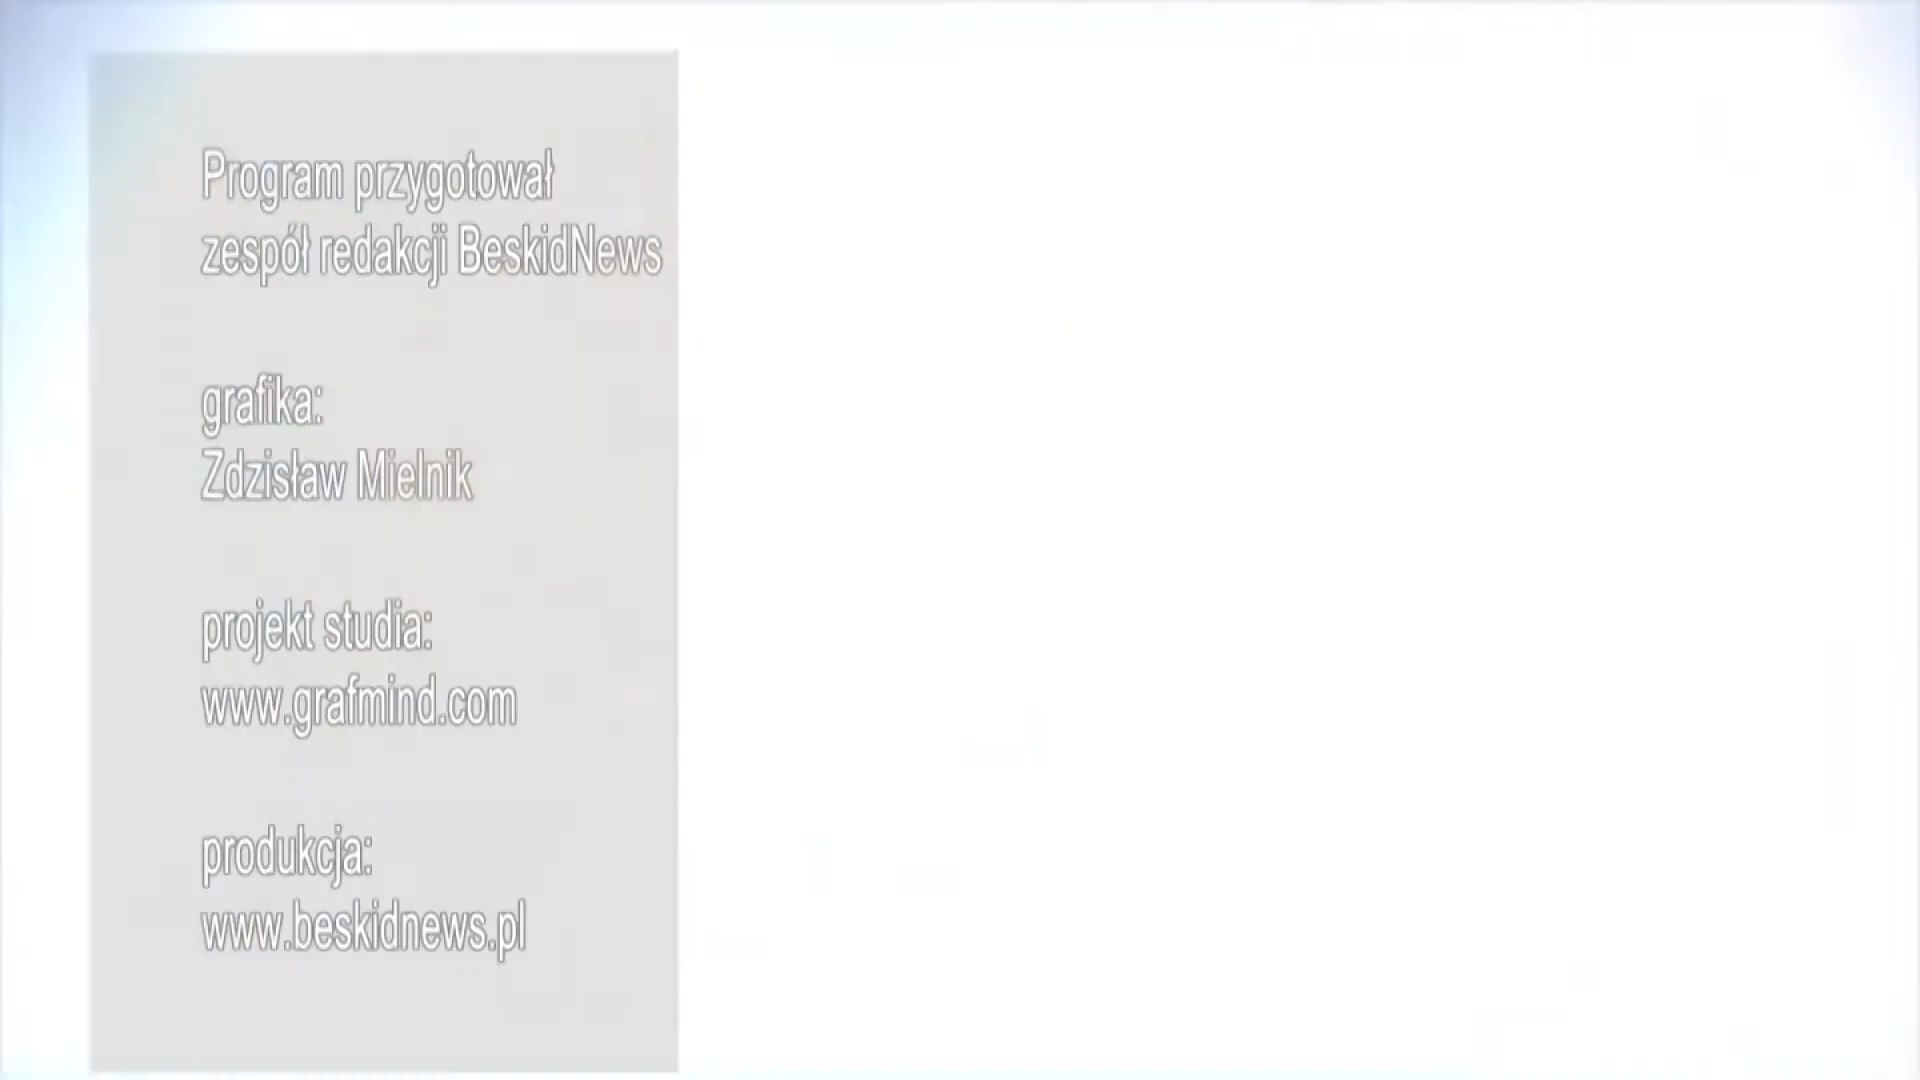 Program przygotował
zespół redakcji BeskidNews
grafika:
Zdzisław Mielnik
projekt studia:
www.grafmind.com
produkcja:
www.beskidnews.pl